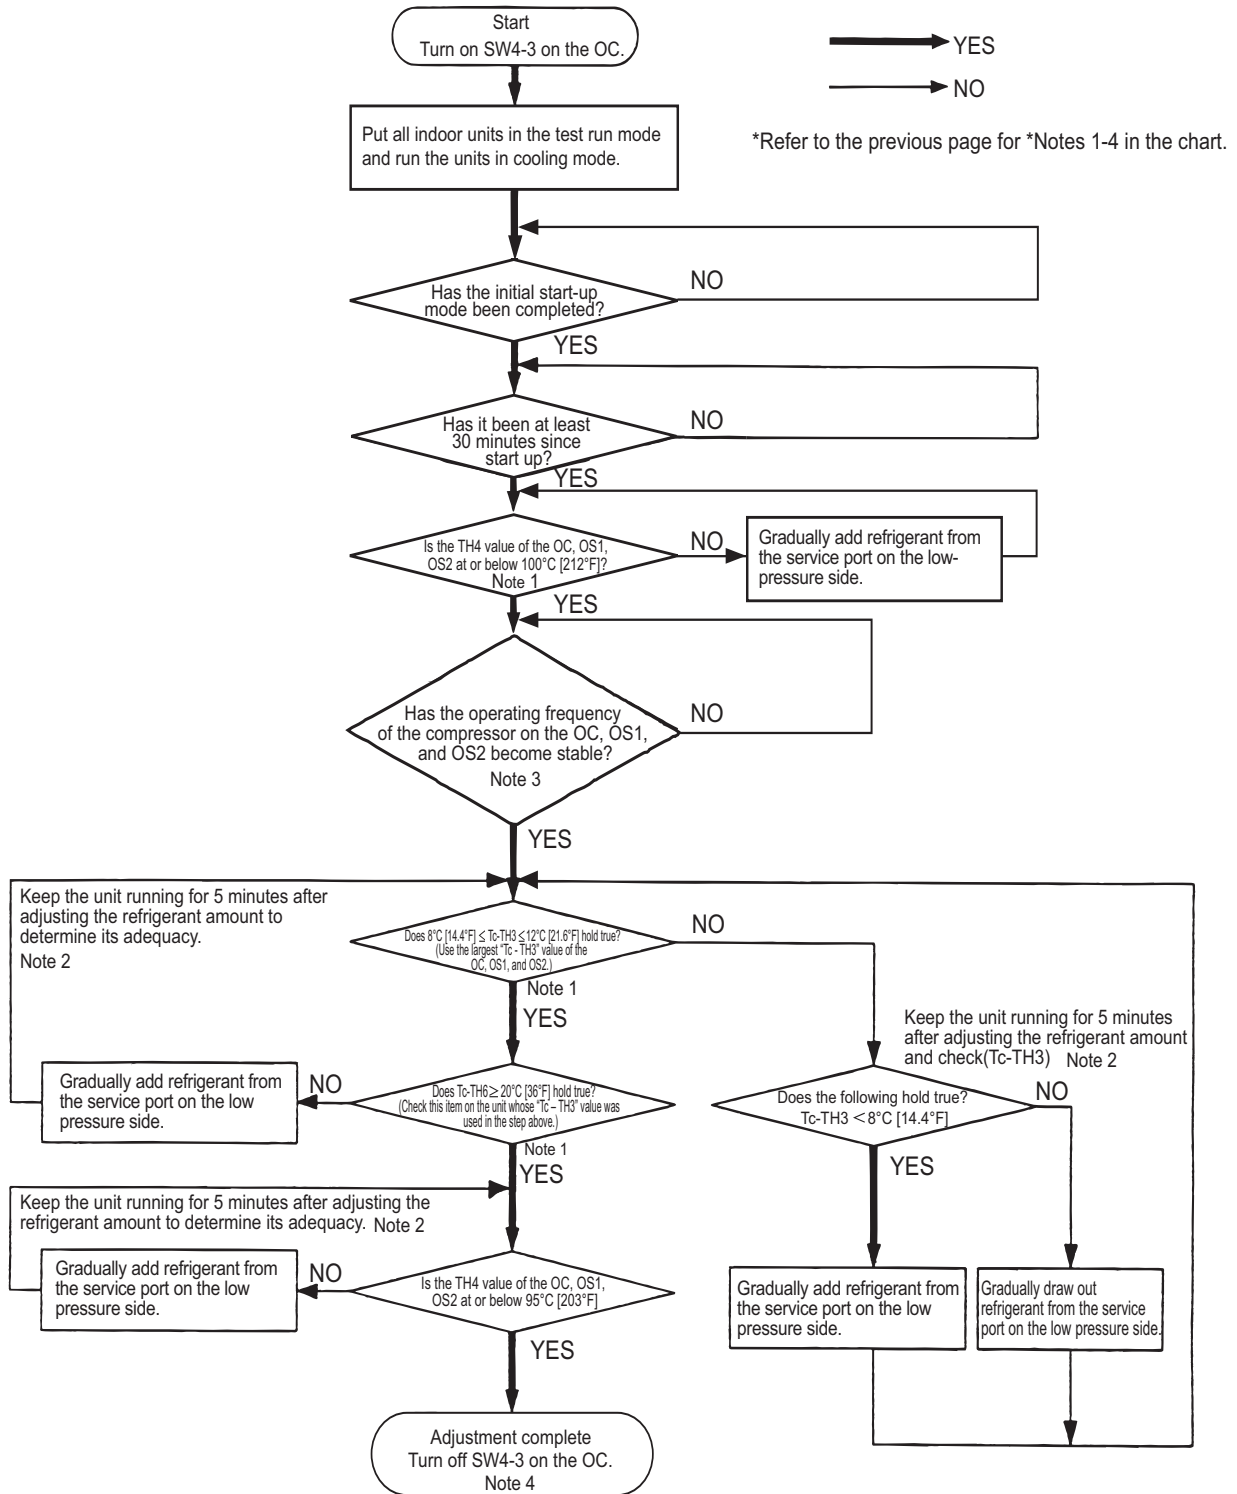 Start
Turn on SW4-3 on the OC.
YES
NO
*Refer to the previous page for *Notes 1-4 in the chart.
Put all indoor units in the test run mode
and run the units in cooling mode.
Has the initial start-up
mode been completed?
NO
YES
Has it been at least
30 minutes since
start up?
NO
YES
Is the TH4 value of the OC, OS1,
OS2 at or below 100°C [212°F]?
Note 1
NO
Gradually add refrigerant from
the service port on the low-
pressure side.
YES
Has the operating frequency
of the compressor on the OC, OS1,
and OS2 become stable?
Note 3
NO
YES
Keep the unit running for 5 minutes after
adjusting the refrigerant amount to
determine its adequacy.
Note 2
Does 8°C [14.4°F] ≤ Tc-TH3 ≤12°C [21.6°F] hold true?
(Use the largest “Tc - TH3” value of the
OC, OS1, and OS2.)
Note 1
NO
YES
Keep the unit running for 5 minutes
after adjusting the refrigerant amount
and check(Tc-TH3) Note 2
Gradually add refrigerant from
the service port on the low
pressure side.
NO
Does Tc-TH6 ≥ 20°C [36°F] hold true?
(Check this item on the unit whose “Tc – TH3” value was
used in the step above.)
Note 1
YES
Does the following hold true?
Tc-TH3 <8°C [14.4°F]
NO
YES
Keep the unit running for 5 minutes after adjusting the
refrigerant amount to determine its adequacy. Note 2
Gradually add refrigerant from
the service port on the low
pressure side.
NO
Is the TH4 value of the OC, OS1,
OS2 at or below 95°C [203°F]
YES
Gradually add refrigerant from
the service port on the low
pressure side.
Gradually draw out
refrigerant from the service
port on the low pressure side.
Adjustment complete
Turn off SW4-3 on the OC.
Note 4